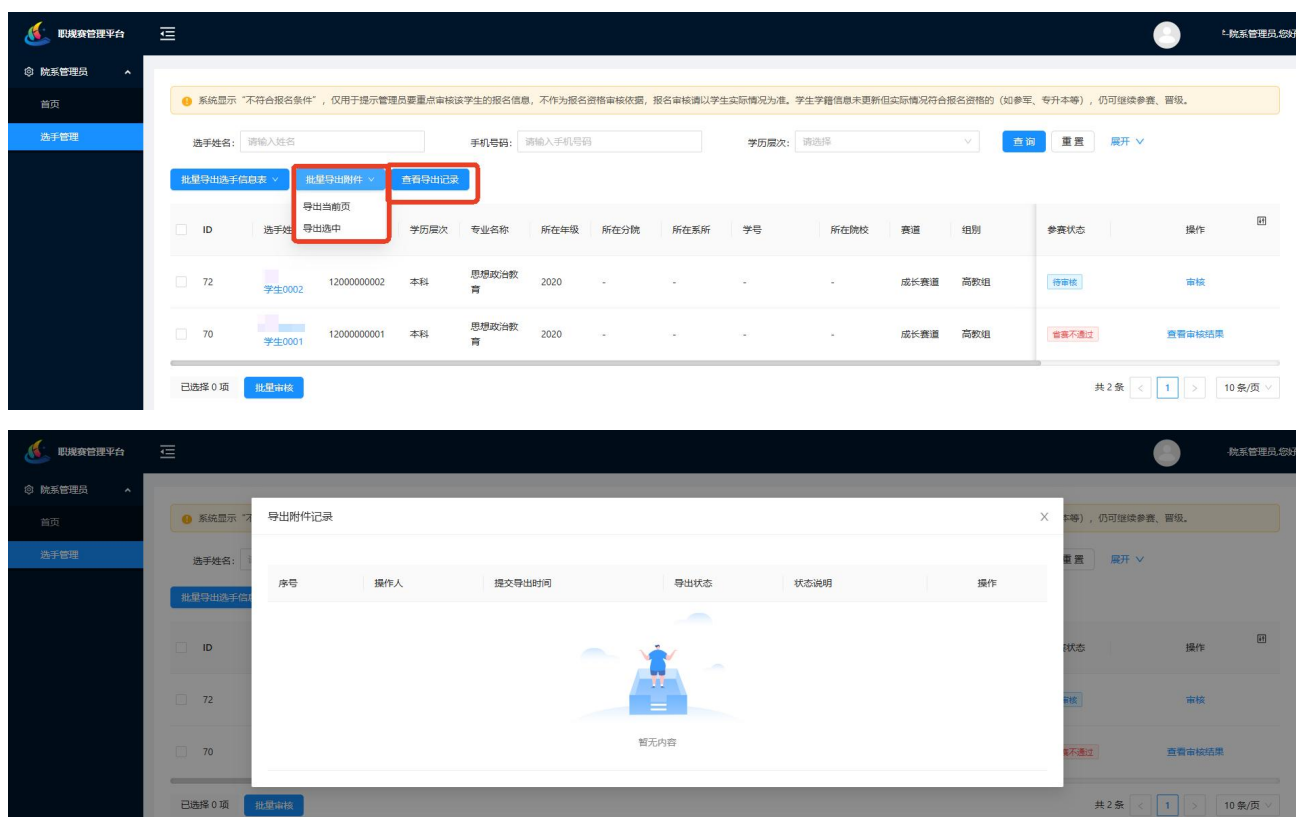 职规赛管理平台
院系管理员,您好
院系管理员
首页
选手管理
系统显示“不符合报名条件”，仅用于提示管理员要重点审核该学生的报名信息，不作为报名资格审核依据，报名审核请以学生实际情况为准。学生学籍信息未更新但实际情况符合报名资格的（如参军、专升本等），仍可继续参赛、晋级。
选手姓名: 请输入姓名 手机号码: 请输入手机号码 学历层次: 请选择 查询 重置 展开
批量导出选手信息表 批量导出附件 查看导出记录
导出当前页
导出选中
ID 选手姓 学历层次 专业名称 所在年级 所在分院 所在系所 学号 所在院校 赛道 组别 参赛状态 操作
72 学生0002 12000000002 本科 思想政治教育 2020 - - - - 成长赛道 高教组 待审核 审核
70 学生0001 12000000001 本科 思想政治教育 2020 - - - - 成长赛道 高教组 省赛不通过 查看审核结果
已选择 0 项 批量审核 共 2 条 < 1 > 10 条/页
职规赛管理平台
-院系管理员,您好
院系管理员
首页
选手管理
系统显示“不 本等），仍可继续参赛、晋级。
导出附件记录 X
选手姓名: 重置 展开
序号 操作人 提交导出时间 导出状态 状态说明 操作
批量导出选手信息
ID 状态 操作
72 审核 审核
暂无内容
70 不通过 查看审核结果
已选择 0 项 批量审核 共 2 条 < 1 > 10 条/页